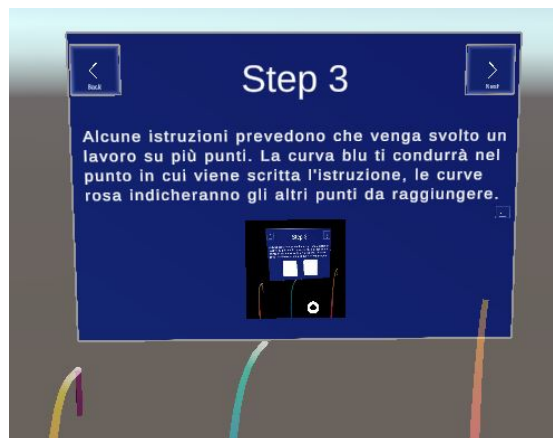 Step 3
Back
Next
Alcune istruzioni prevedono che venga svolto un
lavoro su più punti. La curva blu ti condurrà nel
punto in cui viene scritta l'istruzione, le curve
rosa indicheranno gli altri punti da raggiungere.
Step 3